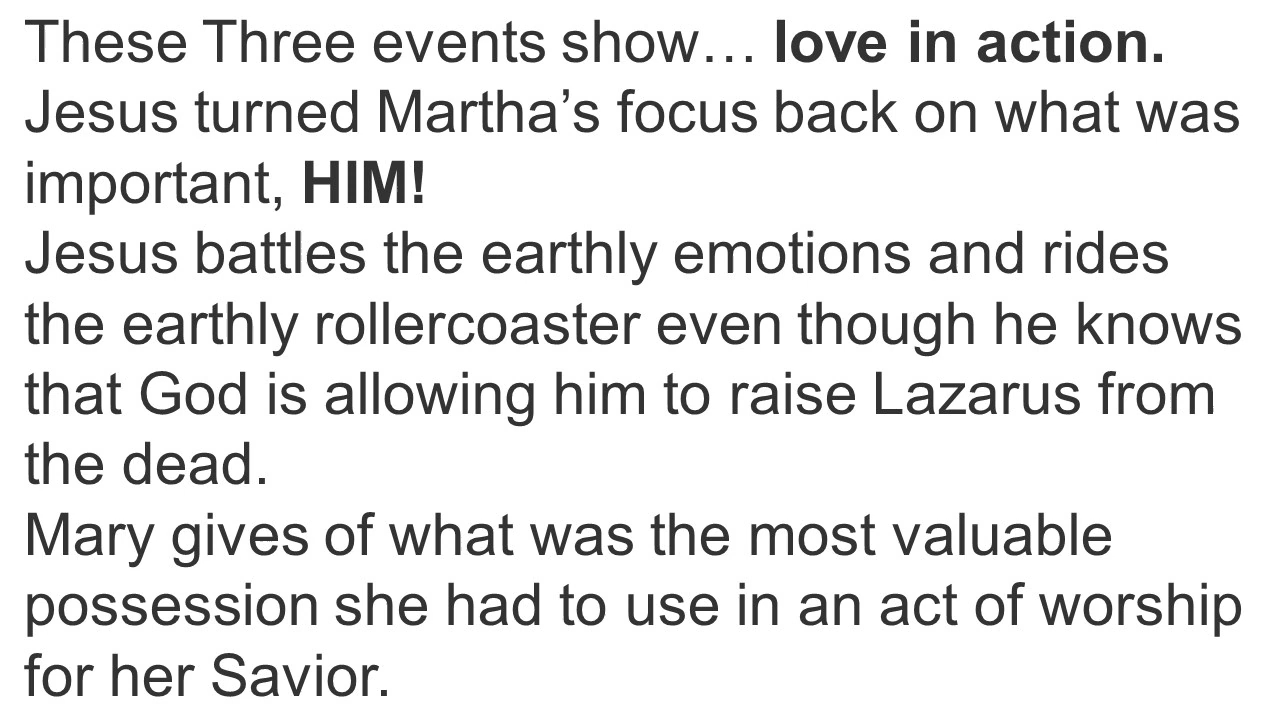 These Three events show… love in action.
Jesus turned Martha’s focus back on what was
important, HIM!
Jesus battles the earthly emotions and rides
the earthly rollercoaster even though he knows
that God is allowing him to raise Lazarus from
the dead.
Mary gives of what was the most valuable
possession she had to use in an act of worship
for her Savior.